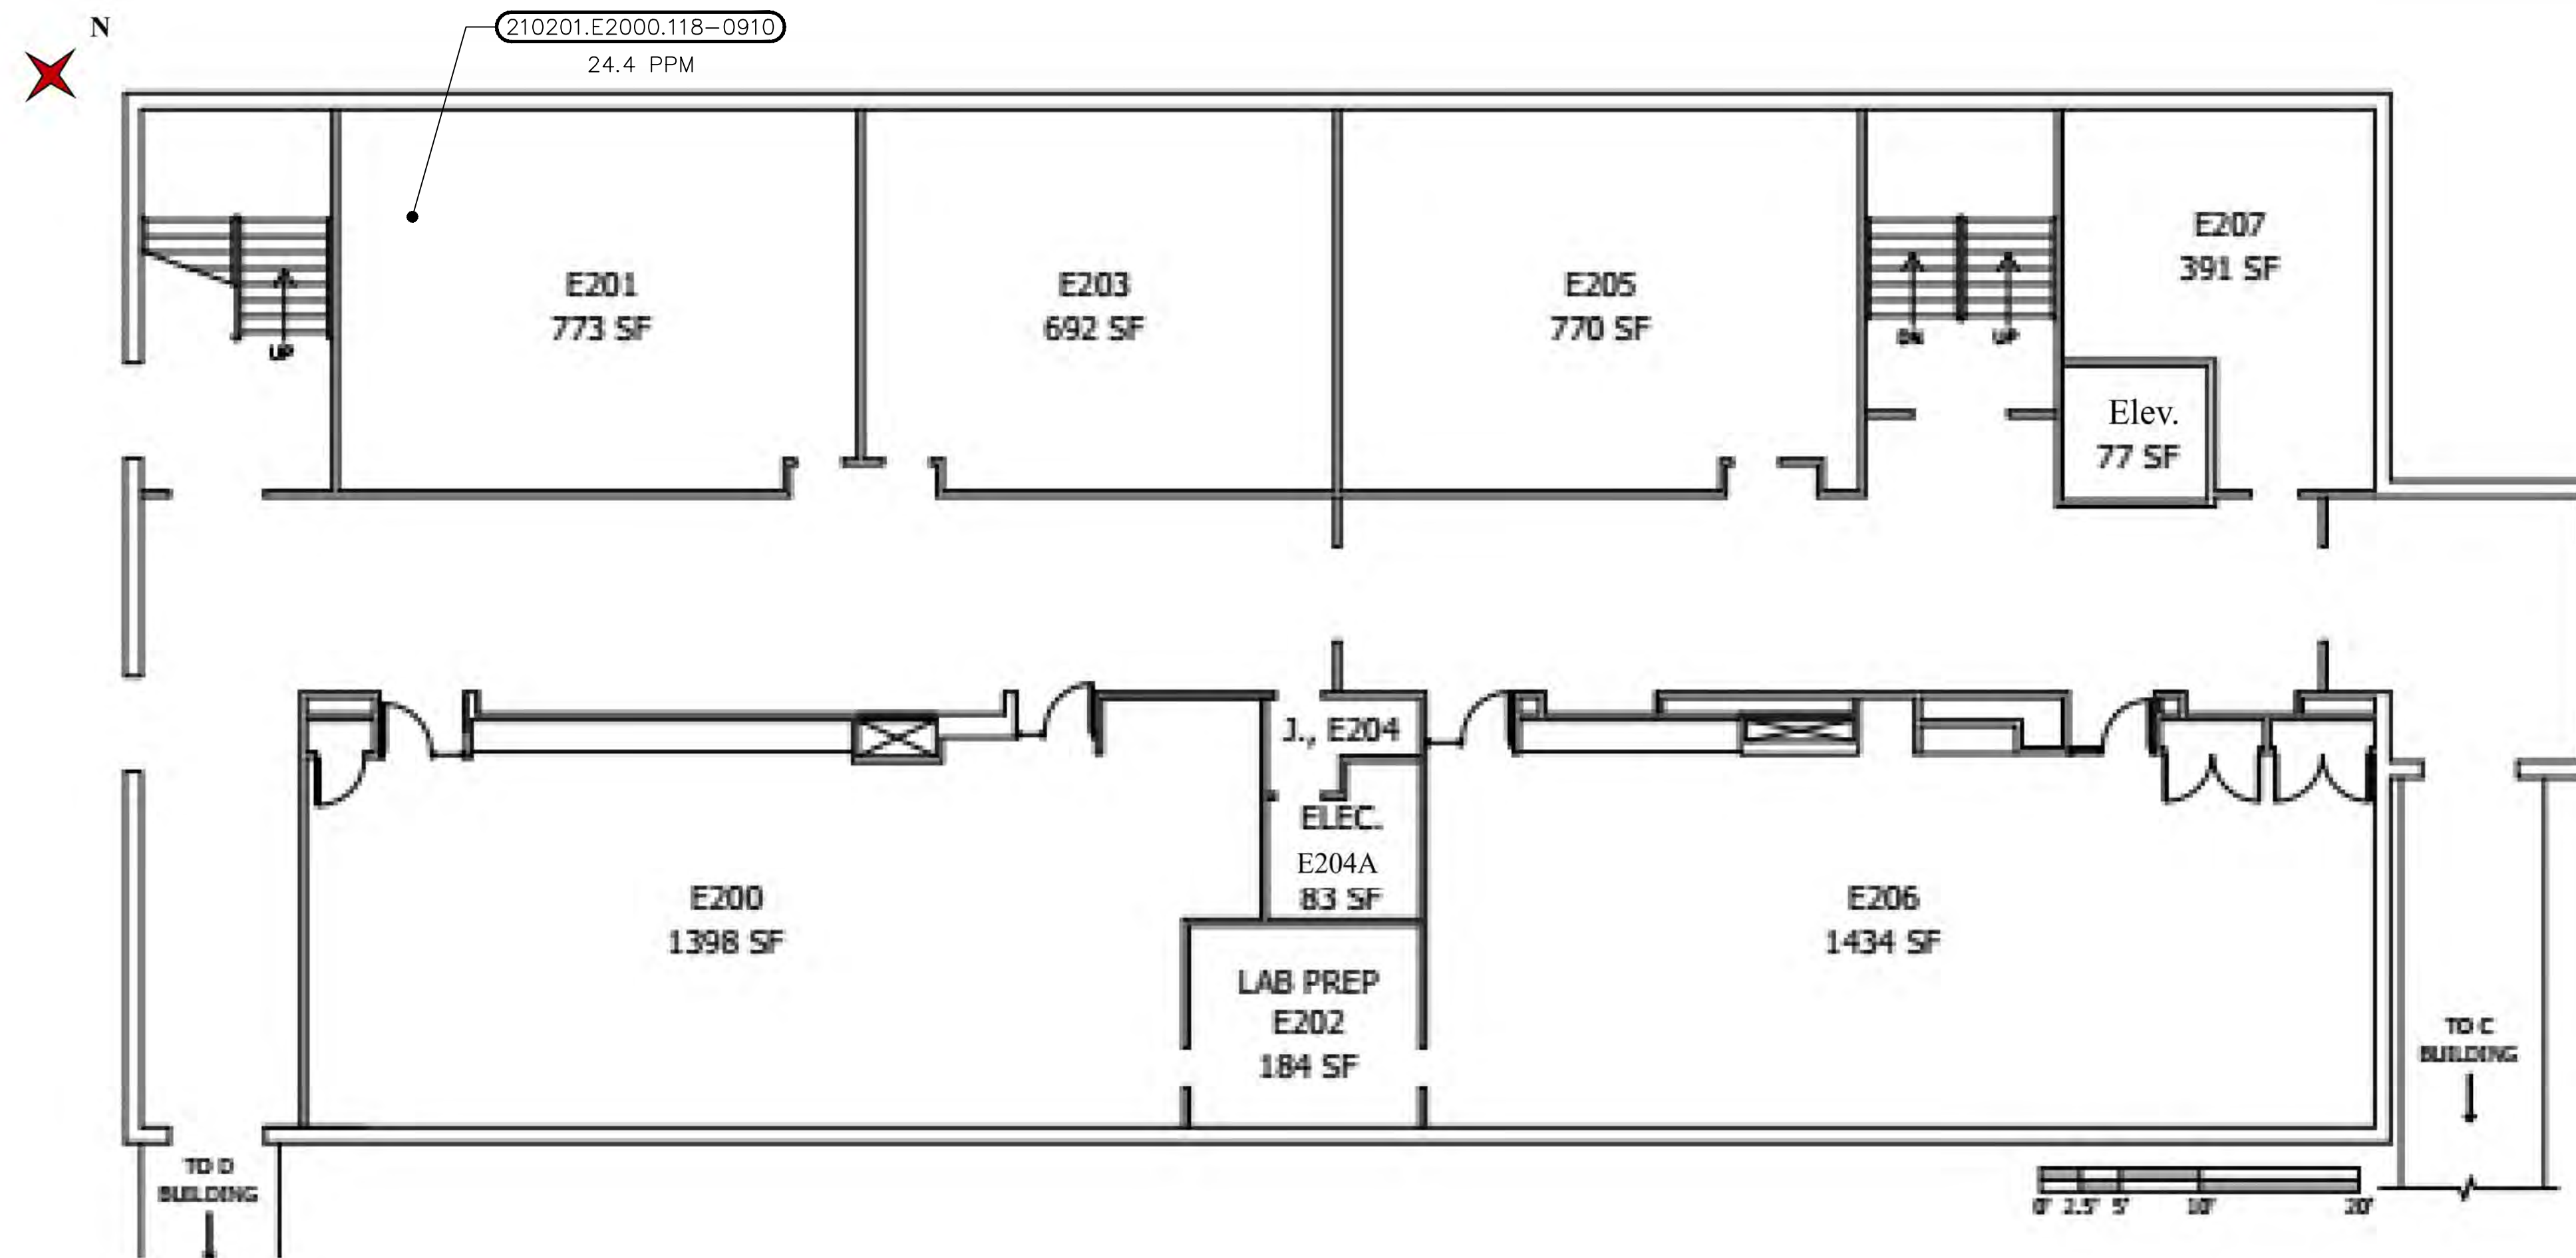 N
210201.E2000.118-0910
24.4 PPM
E201
773 SF
E203
692 SF
E205
770 SF
E207
391 SF
UP
DN
UP
Elev.
77 SF
J., E204
ELEC.
E204A
83 SF
E200
1398 SF
E206
1434 SF
LAB PREP
E202
184 SF
TO C
BUILDING
TO D
BUILDING
0' 2.5' 5' 10' 20'